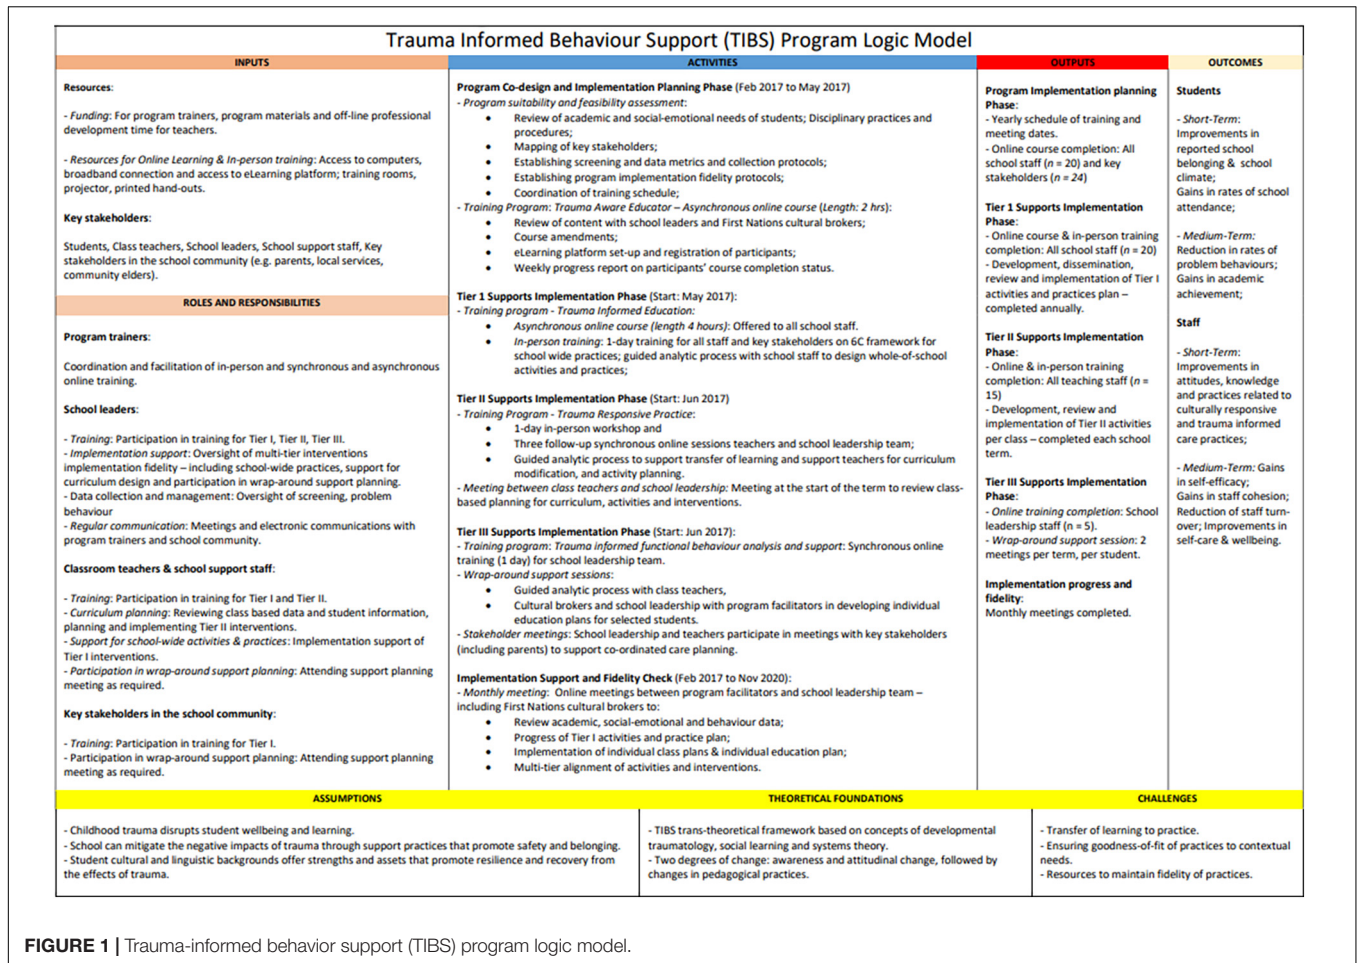 Trauma Informed Behaviour Support (TIBS) Program Logic Model
INPUTS
Resources:
- Funding: For program trainers, program materials and off-line professional
development time for teachers.
- Resources for Online Learning & In-person training: Access to computers,
broadband connection and access to eLearning platform; training rooms,
projector, printed hand-outs.
Key stakeholders:
Students, Class teachers, School leaders, School support staff, Key
stakeholders in the school community (e.g. parents, local services,
community elders).
ROLES AND RESPONSIBILITIES
Program trainers:
Coordination and facilitation of in-person and synchronous and asynchronous
online training.
School leaders:
- Training: Participation in training for Tier I, Tier II, Tier III.
- Implementation support: Oversight of multi-tier interventions
implementation fidelity – including school-wide practices, support for
curriculum design and participation in wrap-around support planning.
- Data collection and management: Oversight of screening, problem
behaviour
- Regular communication: Meetings and electronic communications with
program trainers and school community.
Classroom teachers & school support staff:
- Training: Participation in training for Tier I and Tier II.
- Curriculum planning: Reviewing class based data and student information,
planning and implementing Tier II interventions.
- Support for school-wide activities & practices: Implementation support of
Tier I interventions.
- Participation in wrap-around support planning: Attending support planning
meeting as required.
Key stakeholders in the school community:
- Training: Participation in training for Tier I.
- Participation in wrap-around support planning: Attending support planning
meeting as required.
ACTIVITIES
Program Co-design and Implementation Planning Phase (Feb 2017 to May 2017)
- Program suitability and feasibility assessment:
• Review of academic and social-emotional needs of students; Disciplinary practices and
procedures;
• Mapping of key stakeholders;
• Establishing screening and data metrics and collection protocols;
• Establishing program implementation fidelity protocols;
• Coordination of training schedule;
- Training Program: Trauma Aware Educator – Asynchronous online course (Length: 2 hrs):
• Review of content with school leaders and First Nations cultural brokers;
• Course amendments;
• eLearning platform set-up and registration of participants;
• Weekly progress report on participants' course completion status.
Tier 1 Supports Implementation Phase (Start: May 2017):
- Training program - Trauma Informed Education:
• Asynchronous online course (length 4 hours): Offered to all school staff.
• In-person training: 1-day training for all staff and key stakeholders on 6C framework for
school wide practices; guided analytic process with school staff to design whole-of-school
activities and practices;
Tier II Supports Implementation Phase (Start: Jun 2017)
- Training Program - Trauma Responsive Practice:
• 1-day in-person workshop and
• Three follow-up synchronous online sessions teachers and school leadership team;
• Guided analytic process to support transfer of learning and support teachers for curriculum
modification, and activity planning.
- Meeting between class teachers and school leadership: Meeting at the start of the term to review class-
based planning for curriculum, activities and interventions.
Tier III Supports Implementation Phase (Start: Jun 2017):
- Training program: Trauma informed functional behaviour analysis and support: Synchronous online
training (1 day) for school leadership team.
- Wrap-around support sessions:
• Guided analytic process with class teachers,
• Cultural brokers and school leadership with program facilitators in developing individual
education plans for selected students.
- Stakeholder meetings: School leadership and teachers participate in meetings with key stakeholders
(including parents) to support co-ordinated care planning.
Implementation Support and Fidelity Check (Feb 2017 to Nov 2020):
- Monthly meeting: Online meetings between program facilitators and school leadership team –
including First Nations cultural brokers to:
• Review academic, social-emotional and behaviour data;
• Progress of Tier I activities and practice plan;
• Implementation of individual class plans & individual education plan;
• Multi-tier alignment of activities and interventions.
OUTPUTS
Program Implementation planning
Phase:
- Yearly schedule of training and
meeting dates.
- Online course completion: All
school staff (n = 20) and key
stakeholders (n = 24)
Tier 1 Supports Implementation
Phase:
- Online course & in-person training
completion: All school staff (n = 20)
- Development, dissemination,
review and implementation of Tier I
activities and practices plan –
completed annually.
Tier II Supports Implementation
Phase:
- Online & in-person training
completion: All teaching staff (n =
15)
- Development, review and
implementation of Tier II activities
per class – completed each school
term.
Tier III Supports Implementation
Phase:
- Online training completion: School
leadership staff (n = 5).
- Wrap-around support session: 2
meetings per term, per student.
Implementation progress and
fidelity:
Monthly meetings completed.
OUTCOMES
Students
- Short-Term:
Improvements in
reported school
belonging & school
climate;
Gains in rates of school
attendance;
- Medium-Term:
Reduction in rates of
problem behaviours;
Gains in academic
achievement;
Staff
- Short-Term:
Improvements in
attitudes, knowledge
and practices related to
culturally responsive
and trauma informed
care practices;
- Medium-Term: Gains
in self-efficacy;
Gains in staff cohesion;
Reduction of staff turn-
over; Improvements in
self-care & wellbeing.
ASSUMPTIONS
- Childhood trauma disrupts student wellbeing and learning.
- School can mitigate the negative impacts of trauma through support practices that promote safety and belonging.
- Student cultural and linguistic backgrounds offer strengths and assets that promote resilience and recovery from
the effects of trauma.
THEORETICAL FOUNDATIONS
- TIBS trans-theoretical framework based on concepts of developmental
traumatology, social learning and systems theory.
- Two degrees of change: awareness and attitudinal change, followed by
changes in pedagogical practices.
CHALLENGES
- Transfer of learning to practice.
- Ensuring goodness-of-fit of practices to contextual
needs.
- Resources to maintain fidelity of practices.
FIGURE 1 | Trauma-informed behavior support (TIBS) program logic model.